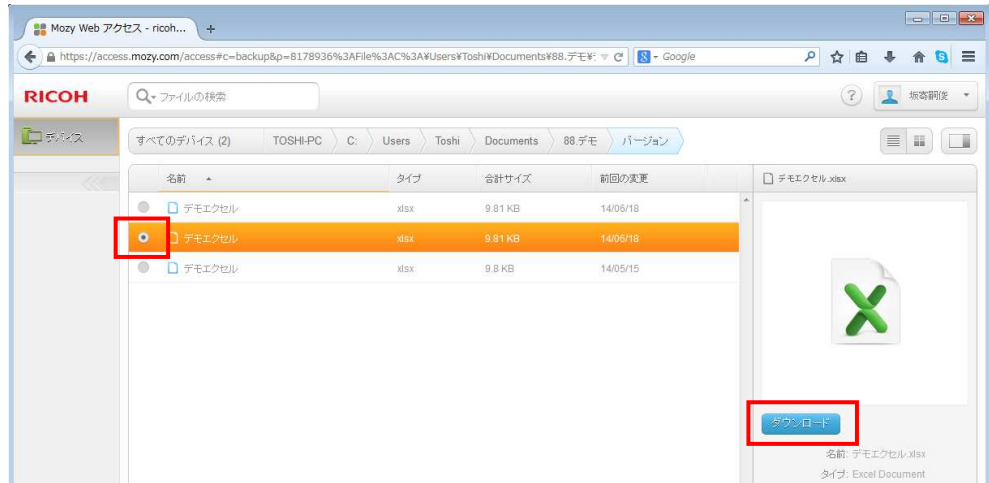 Mozy Web アクセス - ricoh... +
https://access.mozy.com/access#c=backup&p=8178936%3AFile%3AC%3A¥Users¥Toshi¥Documents¥88.デモ¥ Google
RICOH ファイルの検索 ? 坂寄嗣俊
デバイス すべてのデバイス (2) TOSHI-PC C: Users Toshi Documents 88.デモ バージョン
名前 タイプ 合計サイズ 前回の変更 デモエクセル.xlsx
デモエクセル xlsx 9.81 KB 14/06/18
デモエクセル xlsx 9.81 KB 14/06/18
デモエクセル xlsx 9.8 KB 14/05/15
ダウンロード
名前: デモエクセル.xlsx
タイプ: Excel Document